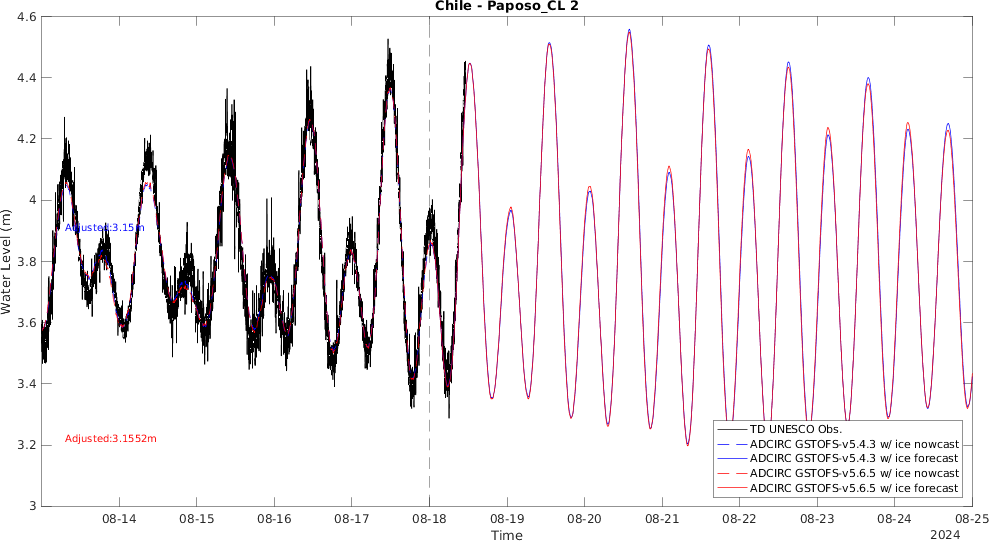 Chile - Paposo_CL 2
Water Level (m)
4.6
4.4
4.2
4
3.8
3.6
3.4
3.2
3
Adjusted:3.15m
Adjusted:3.1552m
TD UNESCO Obs.
ADCIRC GSTOFS-v5.4.3 w/ ice nowcast
ADCIRC GSTOFS-v5.4.3 w/ ice forecast
ADCIRC GSTOFS-v5.6.5 w/ ice nowcast
ADCIRC GSTOFS-v5.6.5 w/ ice forecast
08-14 08-15 08-16 08-17 08-18 08-19 08-20 08-21 08-22 08-23 08-24 08-25
Time
2024